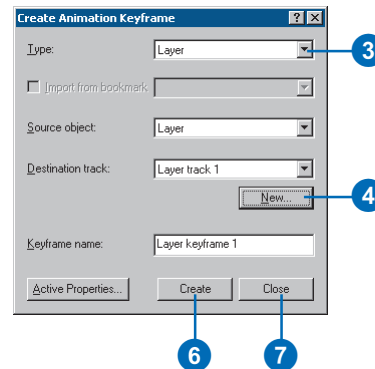 Create Animation Keyframe
Type: Layer 3
Import from bookmark
Source object: Layer
Destination track: Layer track 1
New... 4
Keyframe name: Layer keyframe 1
Active Properties... Create Close
6 7